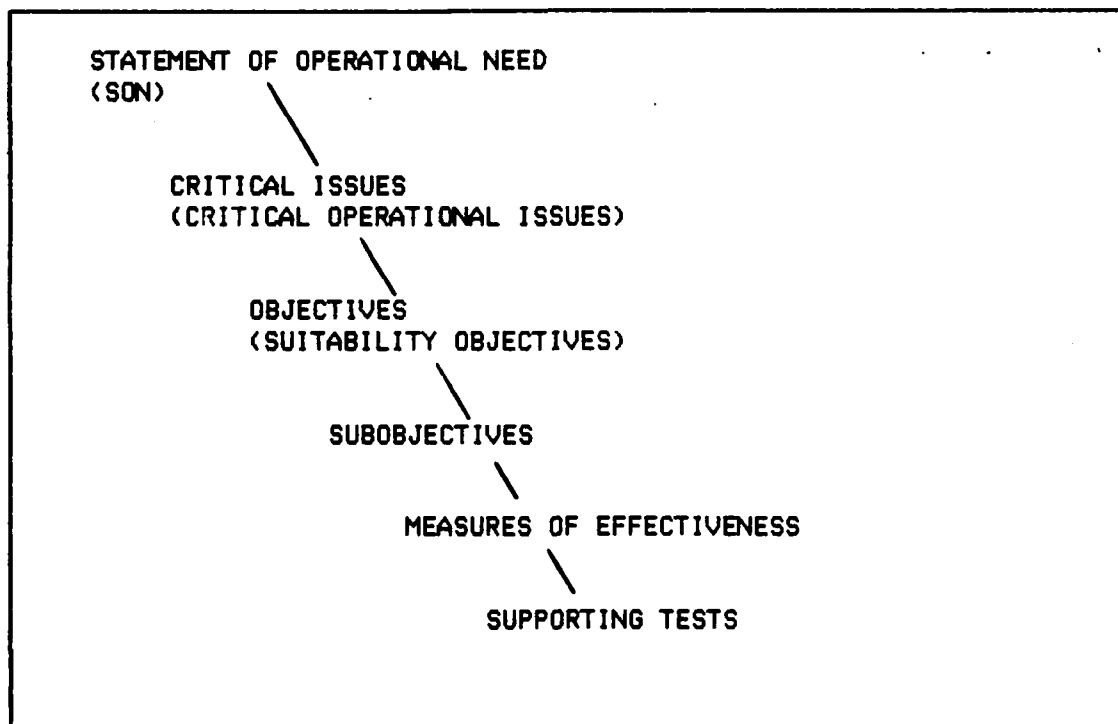 STATEMENT OF OPERATIONAL NEED
(SON)
CRITICAL ISSUES
(CRITICAL OPERATIONAL ISSUES)
OBJECTIVES
(SUITABILITY OBJECTIVES)
SUBOBJECTIVES
MEASURES OF EFFECTIVENESS
SUPPORTING TESTS